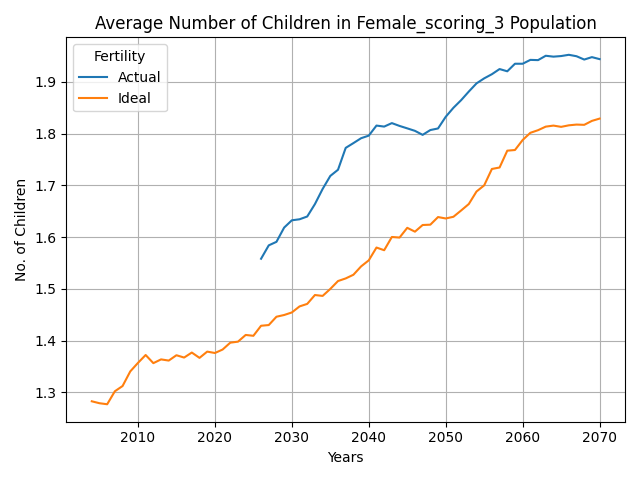 Average Number of Children in Female_scoring_3 Population
Fertility
Actual
Ideal
No. of Children
1.9
1.8
1.7
1.6
1.5
1.4
1.3
2010 2020 2030 2040 2050 2060 2070
Years